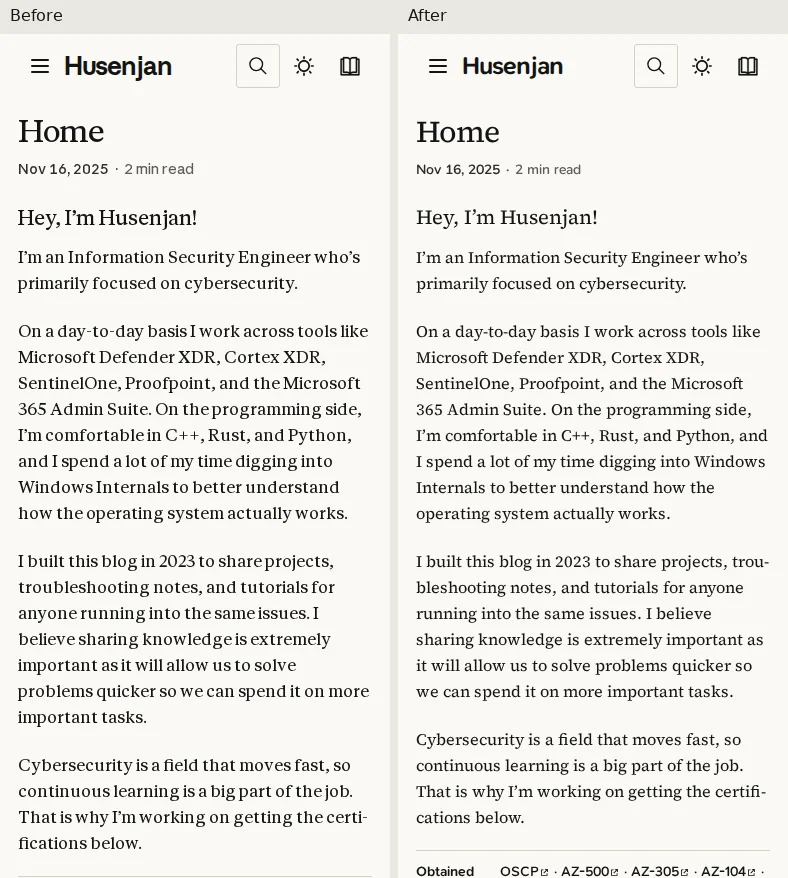 Before
Husenjan
Home
Nov 16, 2025 · 2 min read
Hey, I’m Husenjan!
I’m an Information Security Engineer who’s
primarily focused on cybersecurity.
On a day-to-day basis I work across tools like
Microsoft Defender XDR, Cortex XDR,
SentinelOne, Proofpoint, and the Microsoft
365 Admin Suite. On the programming side,
I’m comfortable in C++, Rust, and Python,
and I spend a lot of my time digging into
Windows Internals to better understand
how the operating system actually works.
I built this blog in 2023 to share projects,
troubleshooting notes, and tutorials for
anyone running into the same issues. I
believe sharing knowledge is extremely
important as it will allow us to solve
problems quicker so we can spend it on more
important tasks.
Cybersecurity is a field that moves fast, so
continuous learning is a big part of the job.
That is why I’m working on getting the certi-
fications below.
After
Husenjan
Home
Nov 16, 2025 · 2 min read
Hey, I’m Husenjan!
I’m an Information Security Engineer who’s
primarily focused on cybersecurity.
On a day-to-day basis I work across tools like
Microsoft Defender XDR, Cortex XDR,
SentinelOne, Proofpoint, and the Microsoft
365 Admin Suite. On the programming side,
I’m comfortable in C++, Rust, and Python, and
I spend a lot of my time digging into Windows
Internals to better understand how the
operating system actually works.
I built this blog in 2023 to share projects, trou-
bleshooting notes, and tutorials for anyone
running into the same issues. I believe
sharing knowledge is extremely important as
it will allow us to solve problems quicker so
we can spend it on more important tasks.
Cybersecurity is a field that moves fast, so
continuous learning is a big part of the job.
That is why I’m working on getting the certifi-
cations below.
Obtained OSCP · AZ-500 · AZ-305 · AZ-104 ·